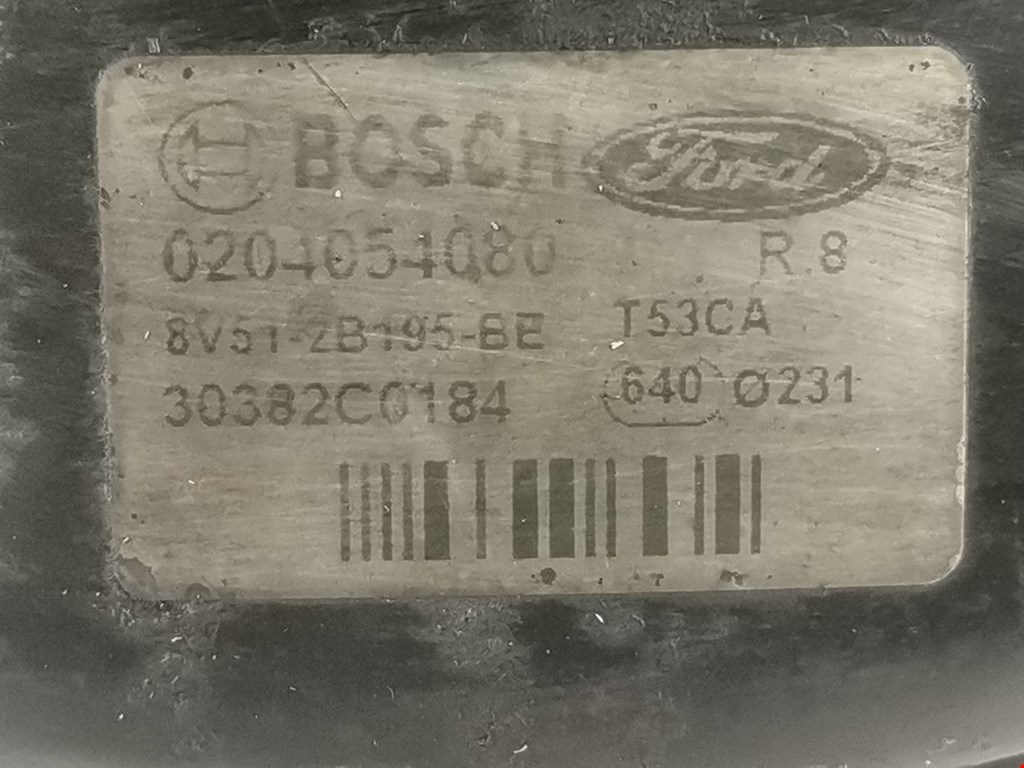 BOSCH Ford
0204054080 R.8
8V51-2B195-BE T53CA
30382C0184 640 Ø231